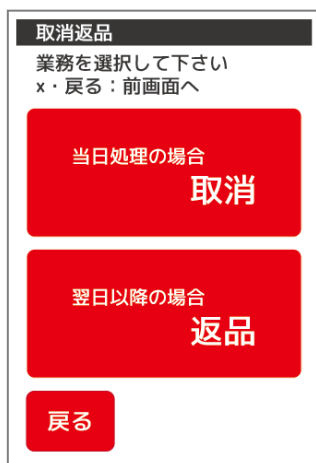 取消返品
業務を選択して下さい
x・戻る：前画面へ
当日処理の場合
取消
翌日以降の場合
返品
戻る